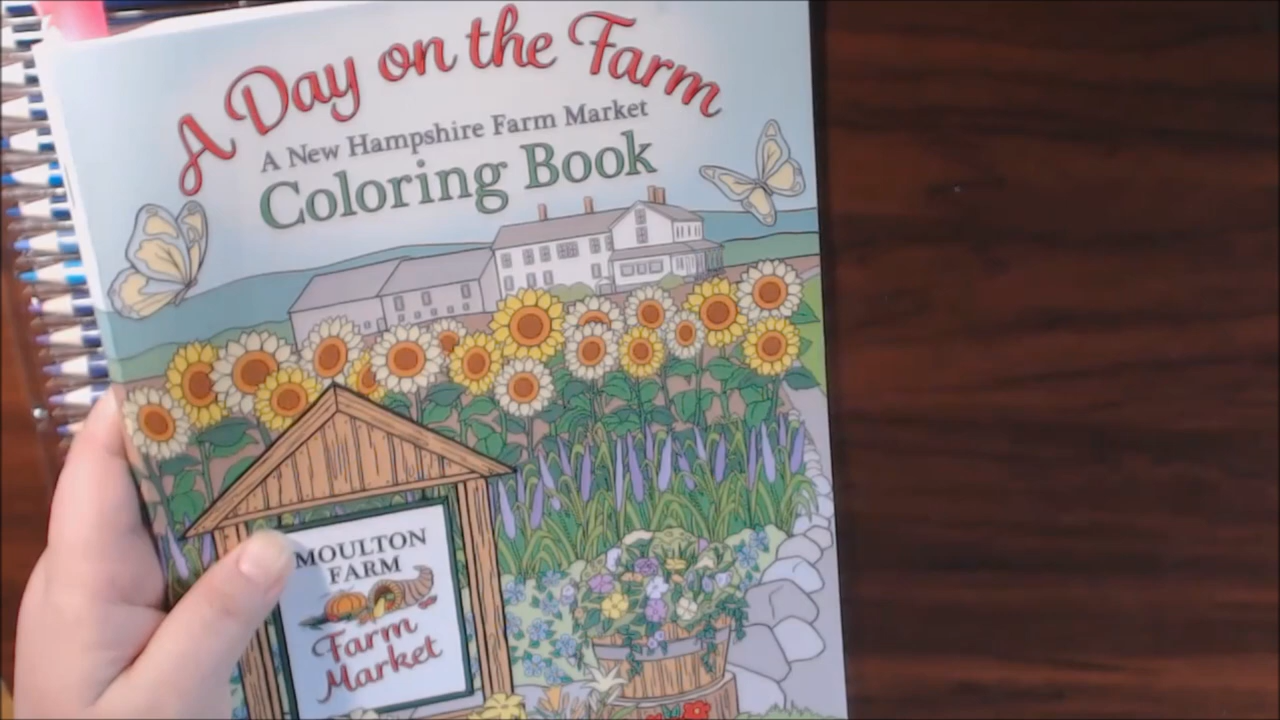 A Day on the Farm
A New Hampshire Farm Market
Coloring Book
MOULTON
FARM
Farm
Market